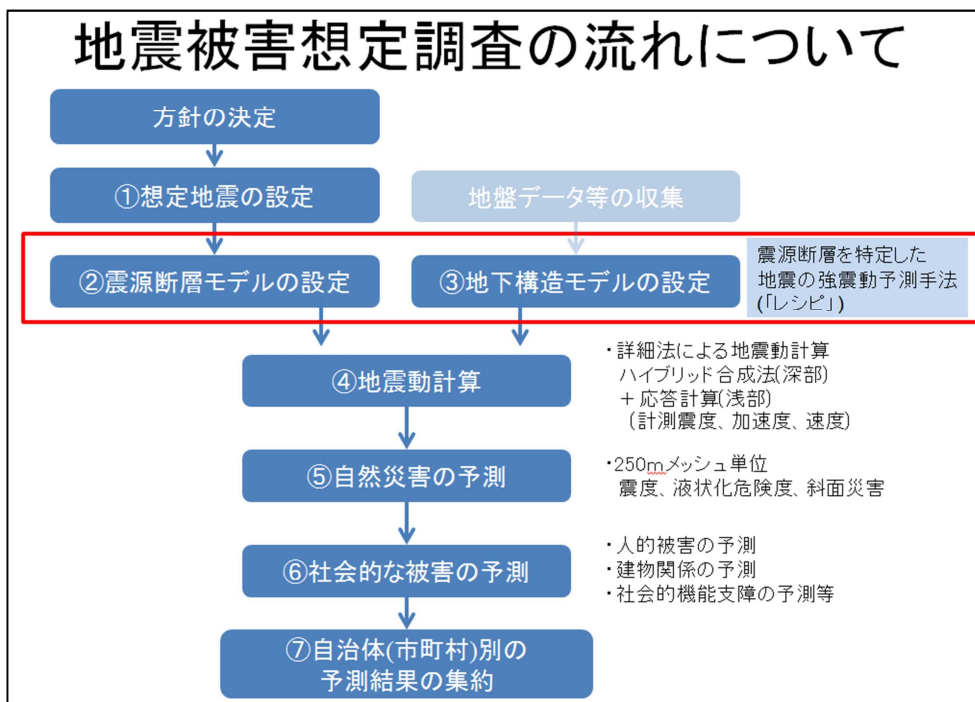 地震被害想定調査の流れについて
方針の決定
①想定地震の設定
地盤データ等の収集
②震源断層モデルの設定
③地下構造モデルの設定
震源断層を特定した
地震の強震動予測手法
(「レシピ」)
④地震動計算
・詳細法による地震動計算
ハイブリッド合成法(深部)
＋応答計算(浅部)
(計測震度、加速度、速度)
⑤自然災害の予測
・250mメッシュ単位
震度、液状化危険度、斜面災害
⑥社会的な被害の予測
・人的被害の予測
・建物関係の予測
・社会的機能支障の予測等
⑦自治体(市町村)別の
予測結果の集約